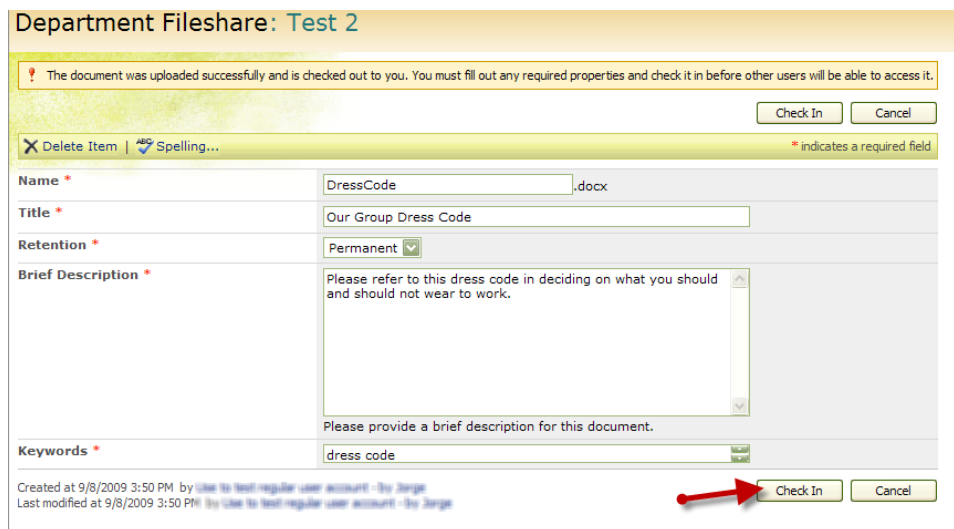 Department Fileshare: Test 2
The document was uploaded successfully and is checked out to you. You must fill out any required properties and check it in before other users will be able to access it.
Check In Cancel
Delete Item | ABC Spelling... * indicates a required field
Name * DressCode .docx
Title * Our Group Dress Code
Retention * Permanent
Brief Description * Please refer to this dress code in deciding on what you should
and should not wear to work.
Please provide a brief description for this document.
Keywords * dress code
Created at 9/8/2009 3:50 PM by
Last modified at 9/8/2009 3:50 PM by
Check In Cancel